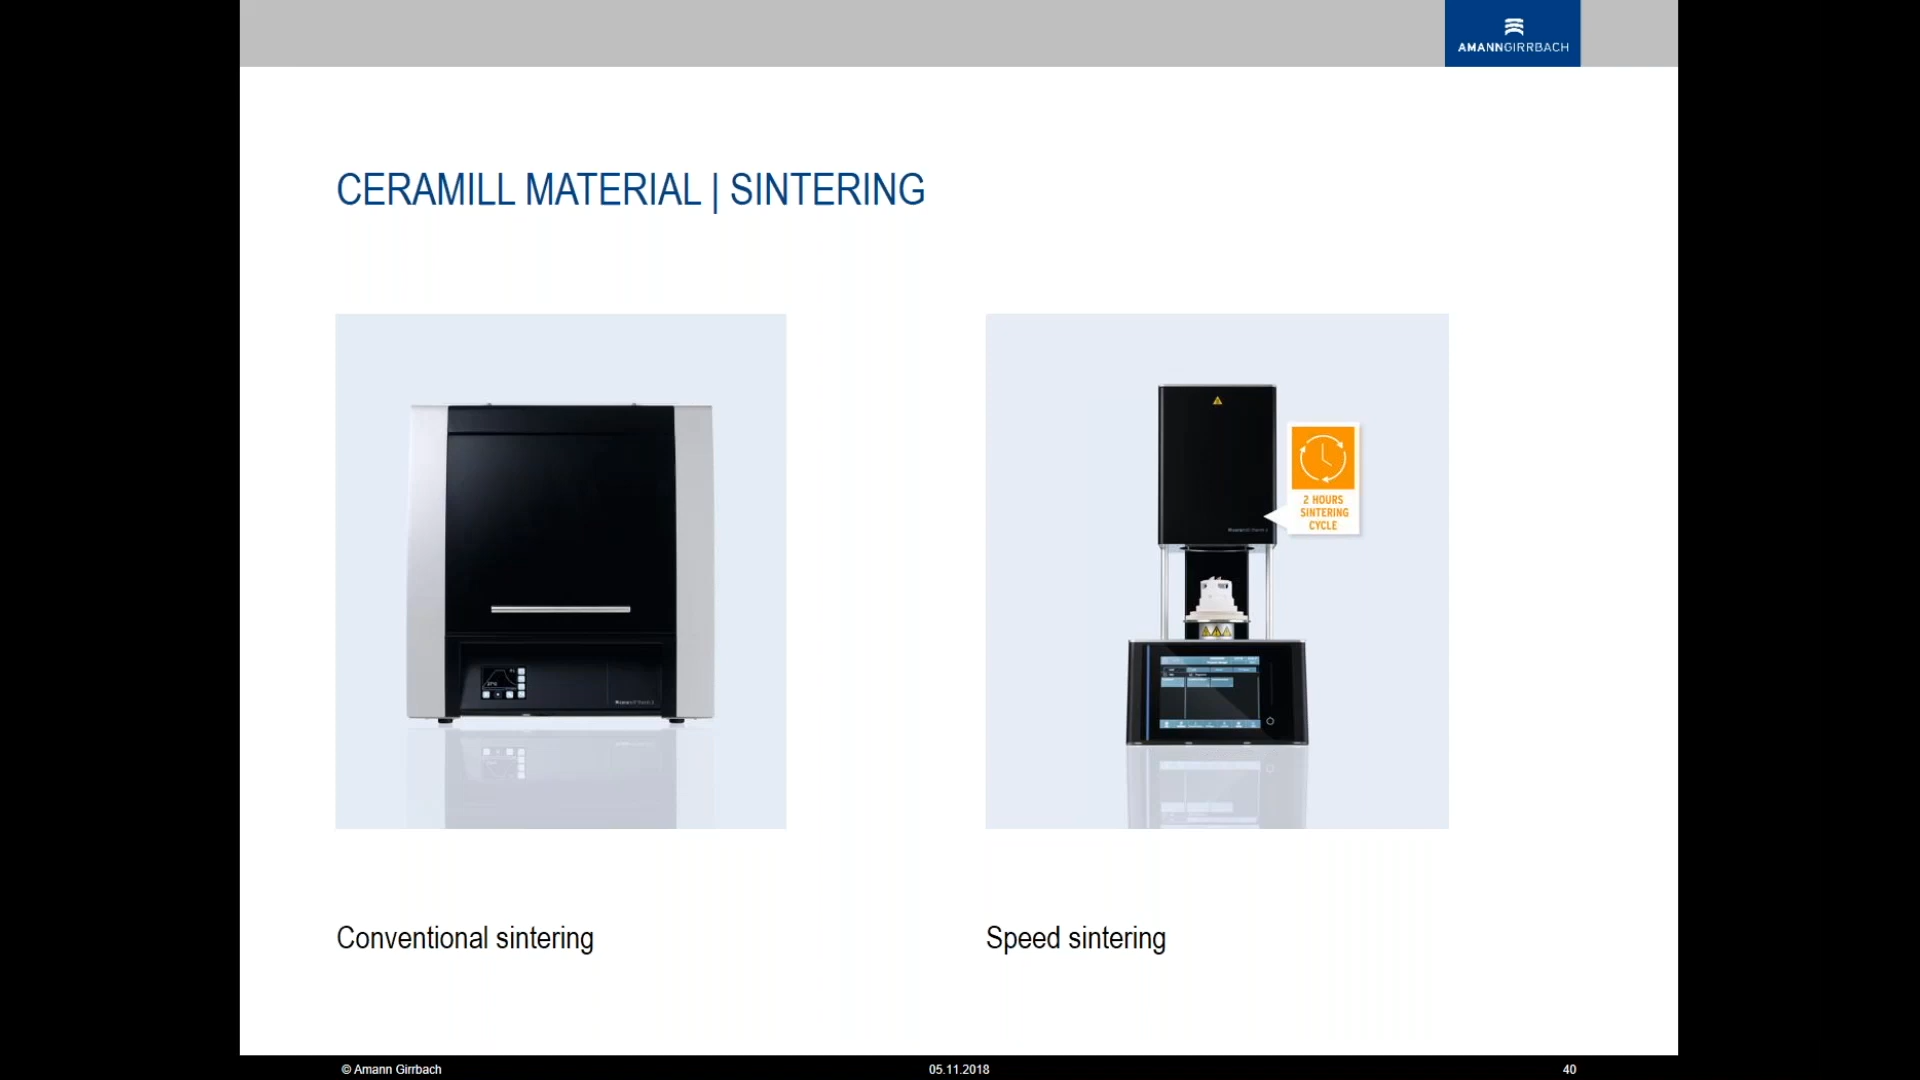 AMANNGIRRBACH
CERAMILL MATERIAL | SINTERING
2 HOURS
SINTERING
CYCLE
Conventional sintering
Speed sintering
© Amann Girrbach
05.11.2018
40